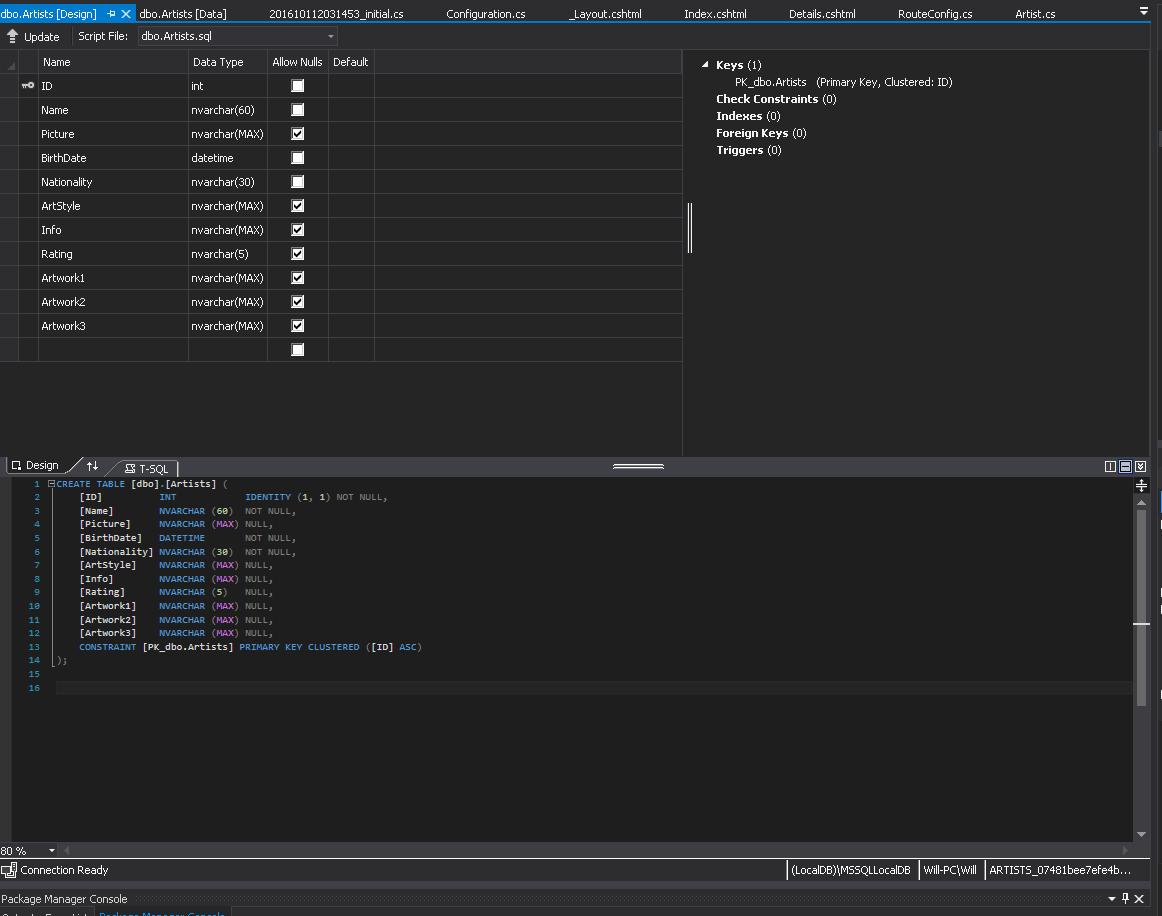 dbo.Artists [Design] dbo.Artists [Data] 201610112031453_initial.cs Configuration.cs _Layout.cshtml Index.cshtml Details.cshtml RouteConfig.cs Artist.cs
Update Script File: dbo.Artists.sql
Name Data Type Allow Nulls Default
ID int
Name nvarchar(60)
Picture nvarchar(MAX)
BirthDate datetime
Nationality nvarchar(30)
ArtStyle nvarchar(MAX)
Info nvarchar(MAX)
Rating nvarchar(5)
Artwork1 nvarchar(MAX)
Artwork2 nvarchar(MAX)
Artwork3 nvarchar(MAX)
Keys (1)
PK_dbo.Artists (Primary Key, Clustered: ID)
Check Constraints (0)
Indexes (0)
Foreign Keys (0)
Triggers (0)
Design T-SQL
1 CREATE TABLE [dbo].[Artists] (
2 [ID] INT IDENTITY (1, 1) NOT NULL,
3 [Name] NVARCHAR (60) NOT NULL,
4 [Picture] NVARCHAR (MAX) NULL,
5 [BirthDate] DATETIME NOT NULL,
6 [Nationality] NVARCHAR (30) NOT NULL,
7 [ArtStyle] NVARCHAR (MAX) NULL,
8 [Info] NVARCHAR (MAX) NULL,
9 [Rating] NVARCHAR (5) NULL,
10 [Artwork1] NVARCHAR (MAX) NULL,
11 [Artwork2] NVARCHAR (MAX) NULL,
12 [Artwork3] NVARCHAR (MAX) NULL,
13 CONSTRAINT [PK_dbo.Artists] PRIMARY KEY CLUSTERED ([ID] ASC)
14 );
15
16
80 %
Connection Ready (LocalDB)\MSSQLLocalDB Will-PC\Will ARTISTS_07481bee7efe4b...
Package Manager Console
Package Manager Console